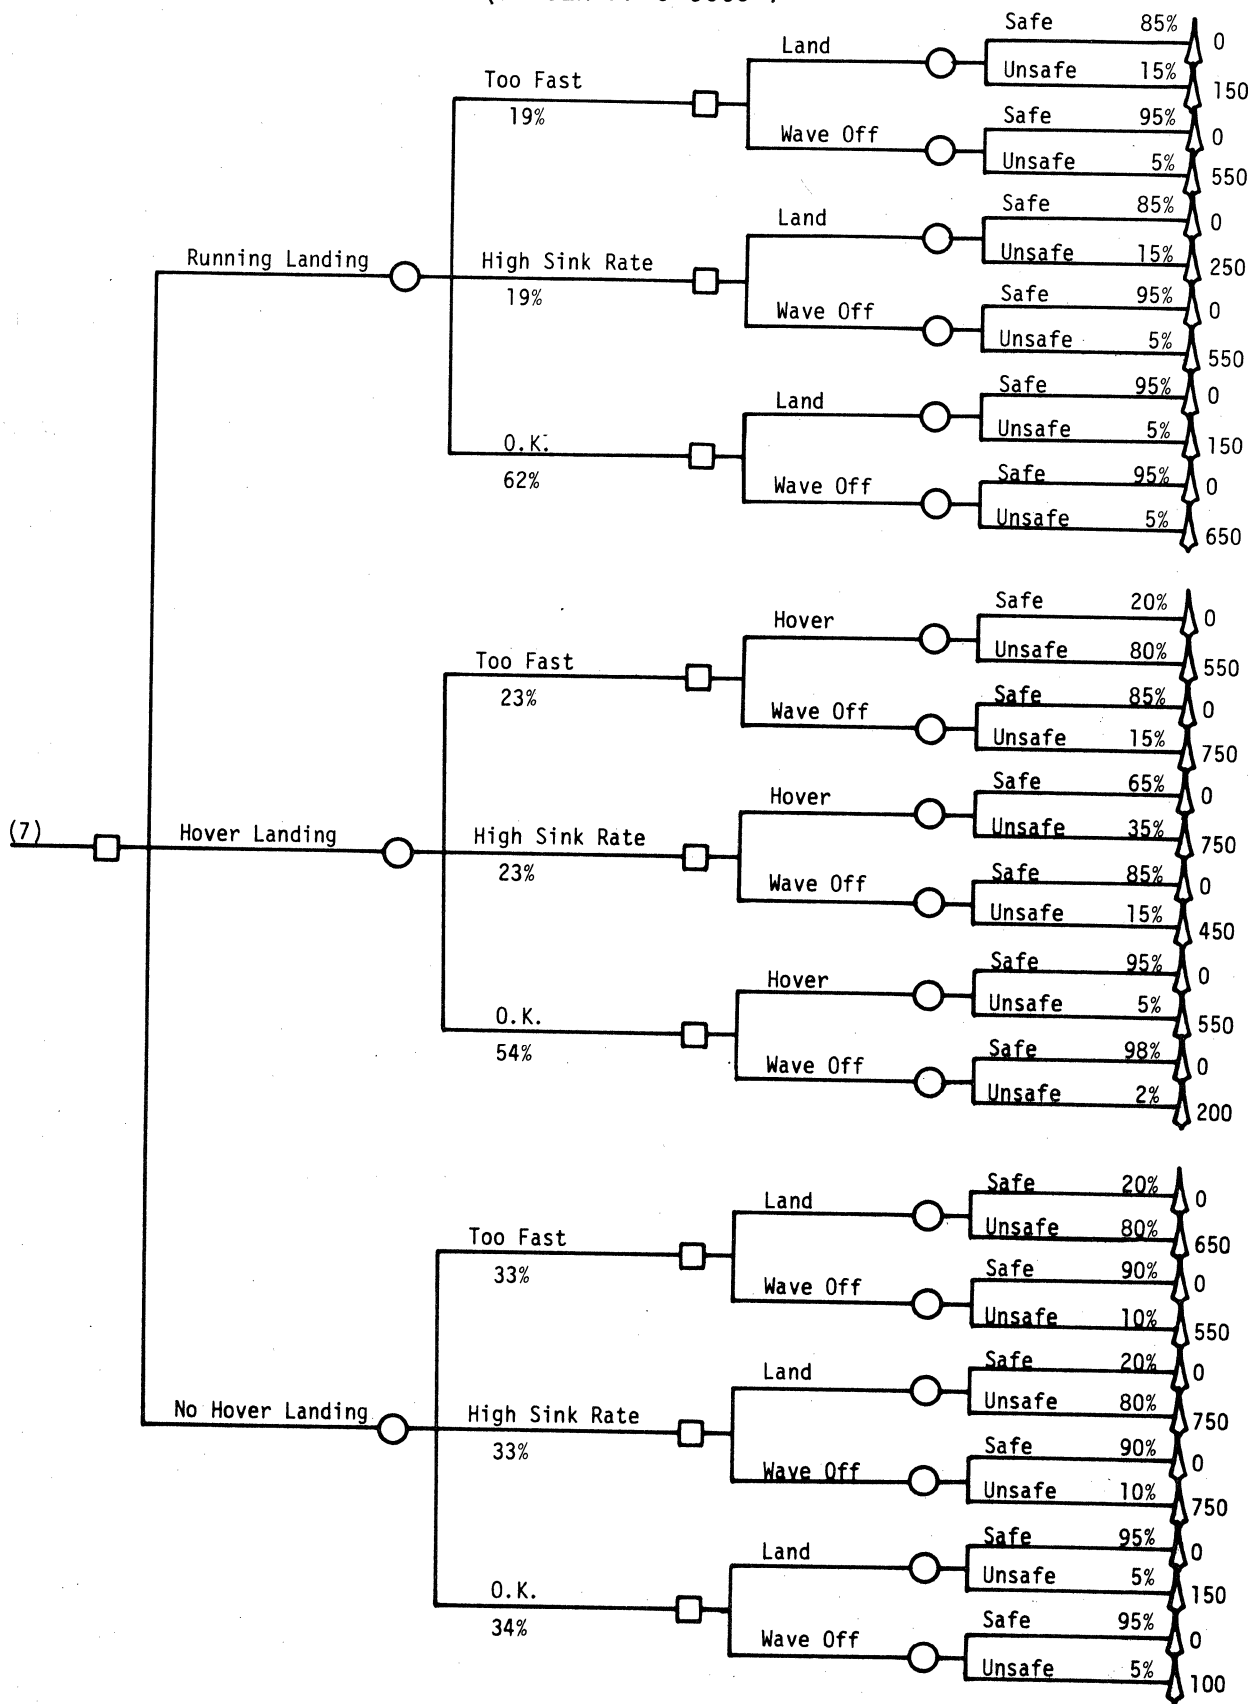 Safe 85% 0
Land
Unsafe 15% 150
Too Fast
19%
Safe 95% 0
Wave Off
Unsafe 5% 550
Safe 85% 0
Land
Unsafe 15% 250
Running Landing
High Sink Rate
19%
Safe 95% 0
Wave Off
Unsafe 5% 550
Safe 95% 0
Land
Unsafe 5% 150
O.K.
62%
Safe 95% 0
Wave Off
Unsafe 5% 650
Safe 20% 0
Hover
Unsafe 80% 550
Too Fast
23%
Safe 85% 0
Wave Off
Unsafe 15% 750
Safe 65% 0
Hover
Unsafe 35% 750
(7)
Hover Landing
High Sink Rate
23%
Safe 85% 0
Wave Off
Unsafe 15% 450
Safe 95% 0
Hover
Unsafe 5% 550
O.K.
54%
Safe 98% 0
Wave Off
Unsafe 2% 200
Safe 20% 0
Land
Unsafe 80% 650
Too Fast
33%
Safe 90% 0
Wave Off
Unsafe 10% 550
Safe 20% 0
Land
Unsafe 80% 750
No Hover Landing
High Sink Rate
33%
Safe 90% 0
Wave Off
Unsafe 10% 750
Safe 95% 0
Land
Unsafe 5% 150
O.K.
34%
Safe 95% 0
Wave Off
Unsafe 5% 100